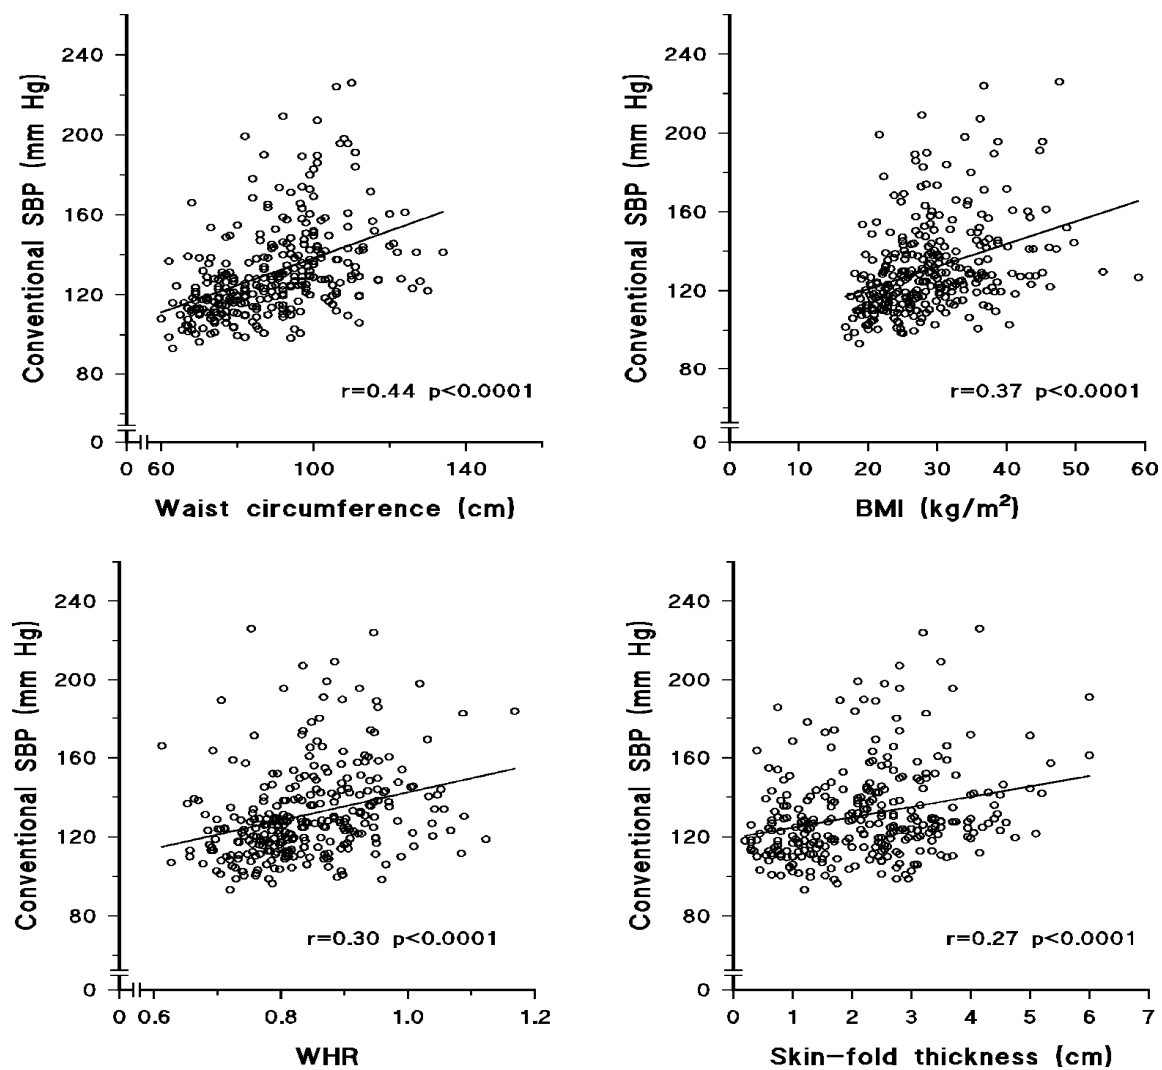 Conventional SBP (mm Hg)
240
200
160
120
80
0
r=0.44 p<0.0001
0 60 100 140
Waist circumference (cm)
Conventional SBP (mm Hg)
240
200
160
120
80
0
r=0.37 p<0.0001
0 10 20 30 40 50 60
BMI (kg/m²)
Conventional SBP (mm Hg)
240
200
160
120
80
0
r=0.30 p<0.0001
0 0.6 0.8 1.0 1.2
WHR
Conventional SBP (mm Hg)
240
200
160
120
80
0
r=0.27 p<0.0001
0 1 2 3 4 5 6 7
Skin-fold thickness (cm)